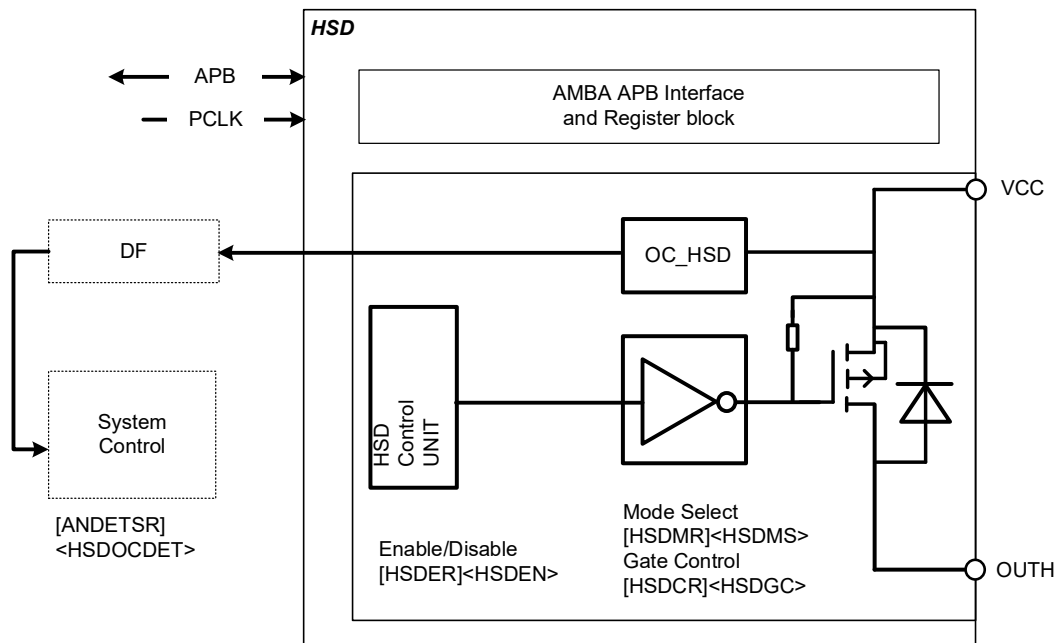 HSD
APB
PCLK
AMBA APB Interface
and Register block
VCC
DF
OC_HSD
HSD
Control
UNIT
System
Control
[ANDETSR]
<HSDOCDET>
Enable/Disable
[HSDER]<HSDEN>
Mode Select
[HSDMR]<HSDMS>
Gate Control
[HSDCR]<HSDGC>
OUTH